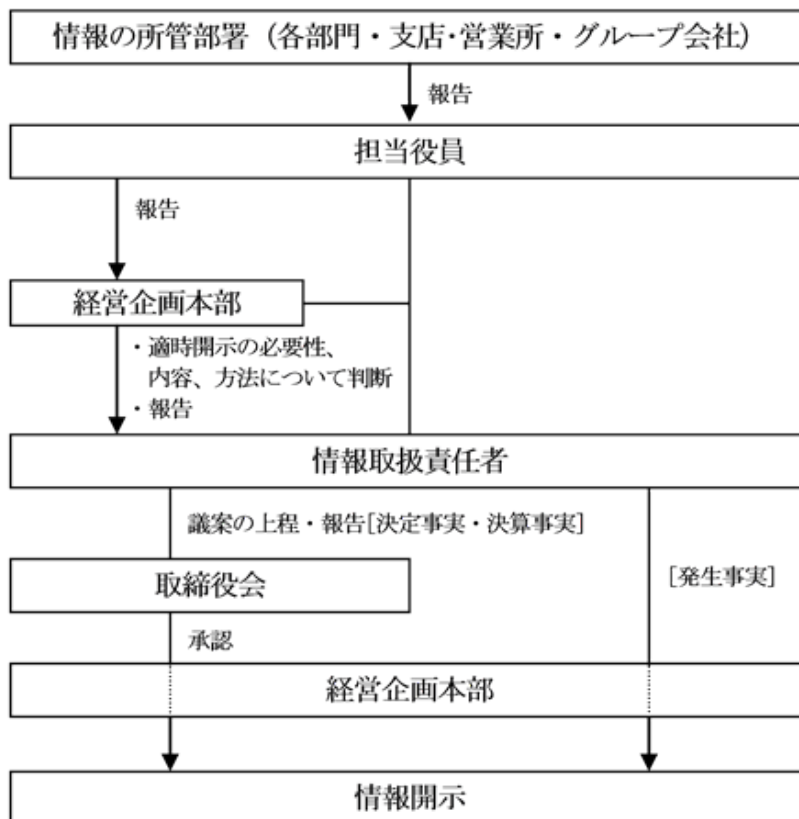 情報の所管部署（各部門・支店・営業所・グループ会社）
報告
担当役員
報告
経営企画本部
・適時開示の必要性、
内容、方法について判断
・報告
情報取扱責任者
議案の上程・報告[決定事実・決算事実]
取締役会
[発生事実]
承認
経営企画本部
情報開示